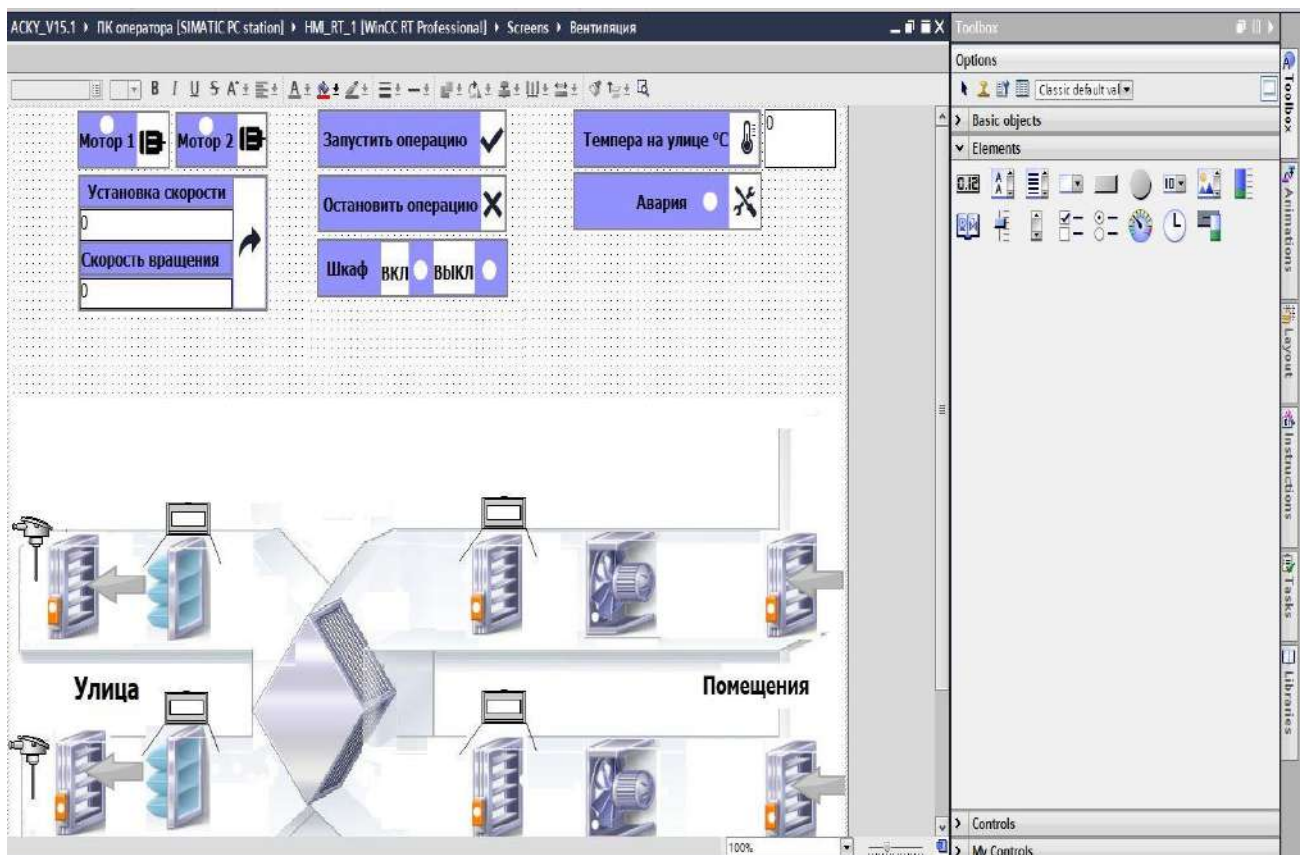 АСКУ_V15.1 ▸ ПК оператора [SIMATIC PC station] ▸ HMI_RT_1 [WinCC RT Professional] ▸ Screens ▸ Вентиляция
Toolbox
Options
B I U S A
Classic default val
Basic objects
Elements
Мотор 1
Мотор 2
Запустить операцию
Темпера на улице °C
0
Установка скорости
0
Остановить операцию
Авария
Скорость вращения
0
Шкаф ВКЛ ВЫКЛ
Улица
Помещения
100%
Controls
My Controls
Toolbox
Animations
Layout
Instructions
Tasks
Libraries